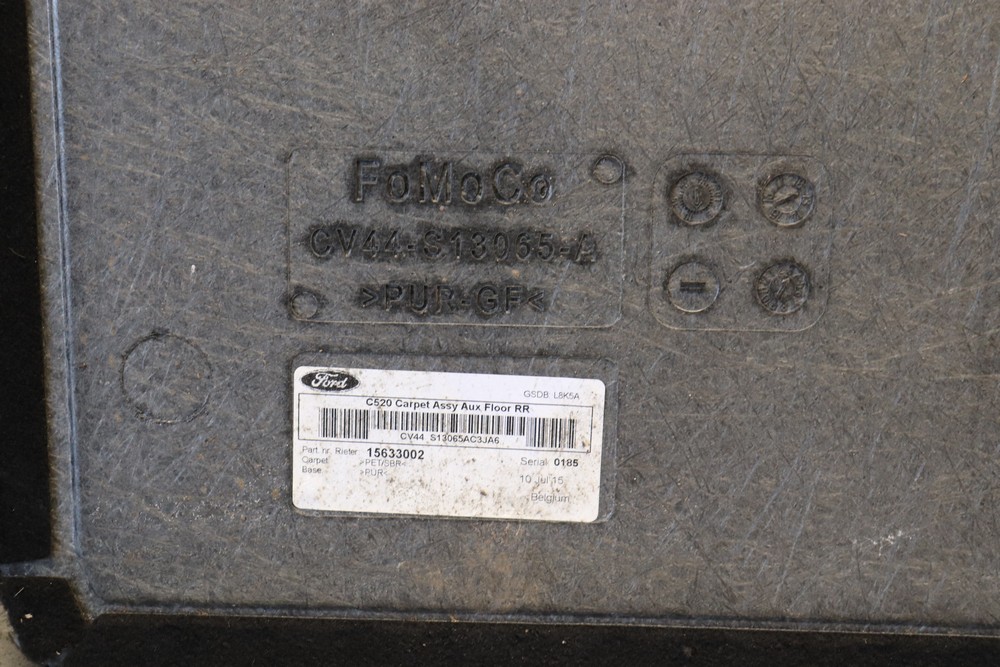 FoMoCo
CV44-S13065-A
>PUR-GF<
Ford
GSDB L8K5A
C520 Carpet Assy Aux Floor RR
CV44 S13065AC3JA6
Part. nr. Rieter 15633002
Carpet >PET/SBR<
Base >PUR<
Serial 0185
10 Jul 15
Belgium